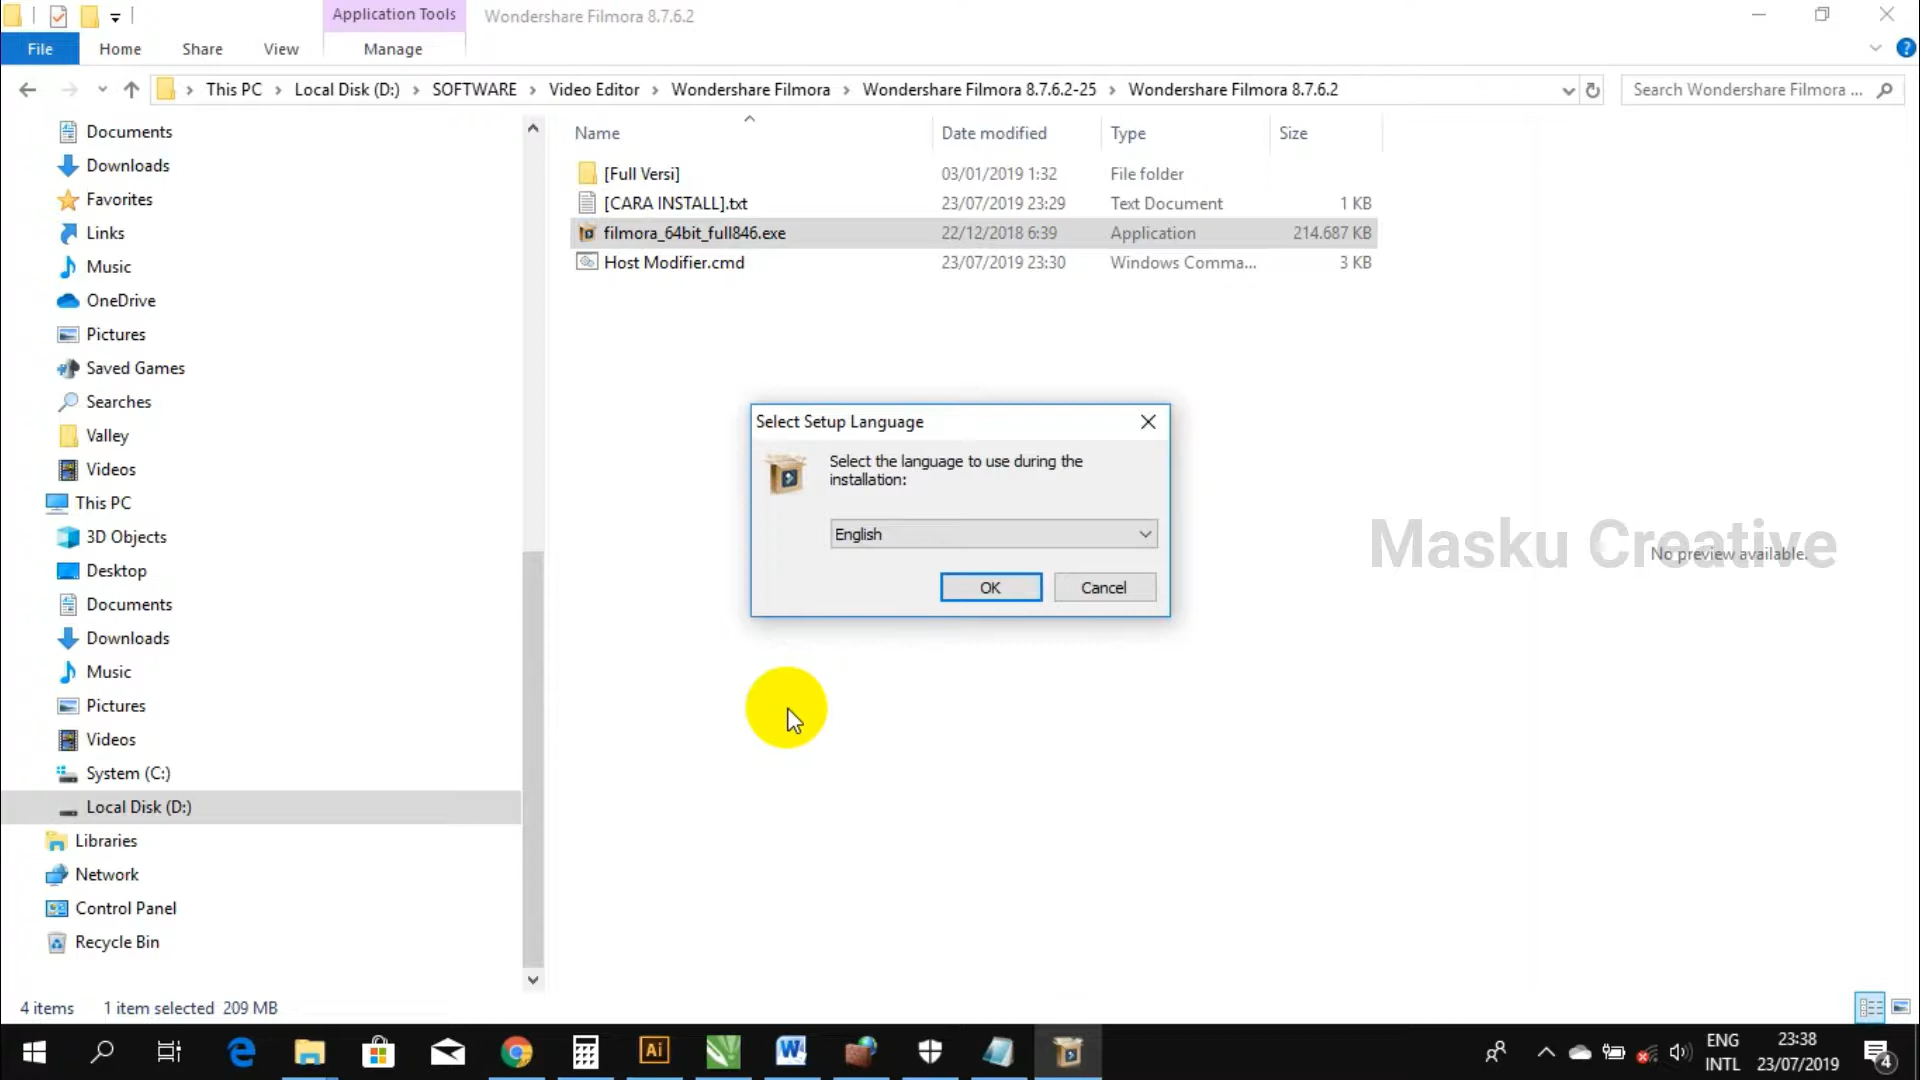 Application Tools
Wondershare Filmora 8.7.6.2
File
Home
Share
View
Manage
This PC
Local Disk (D:)
SOFTWARE
Video Editor
Wondershare Filmora
Wondershare Filmora 8.7.6.2-25
Wondershare Filmora 8.7.6.2
Search Wondershare Filmora ...
Documents
Downloads
Favorites
Links
Music
OneDrive
Pictures
Saved Games
Searches
Valley
Videos
This PC
3D Objects
Desktop
Documents
Downloads
Music
Pictures
Videos
System (C:)
Local Disk (D:)
Libraries
Network
Control Panel
Recycle Bin
Name
Date modified
Type
Size
[Full Versi]
03/01/2019 1:32
File folder
[CARA INSTALL].txt
23/07/2019 23:29
Text Document
1 KB
filmora_64bit_full846.exe
22/12/2018 6:39
Application
214.687 KB
Host Modifier.cmd
23/07/2019 23:30
Windows Comma...
3 KB
Select Setup Language
Select the language to use during the
installation:
English
OK
Cancel
Masku Creative
No preview available.
4 items
1 item selected 209 MB
Ai
W
ENG
INTL
23:38
23/07/2019
4